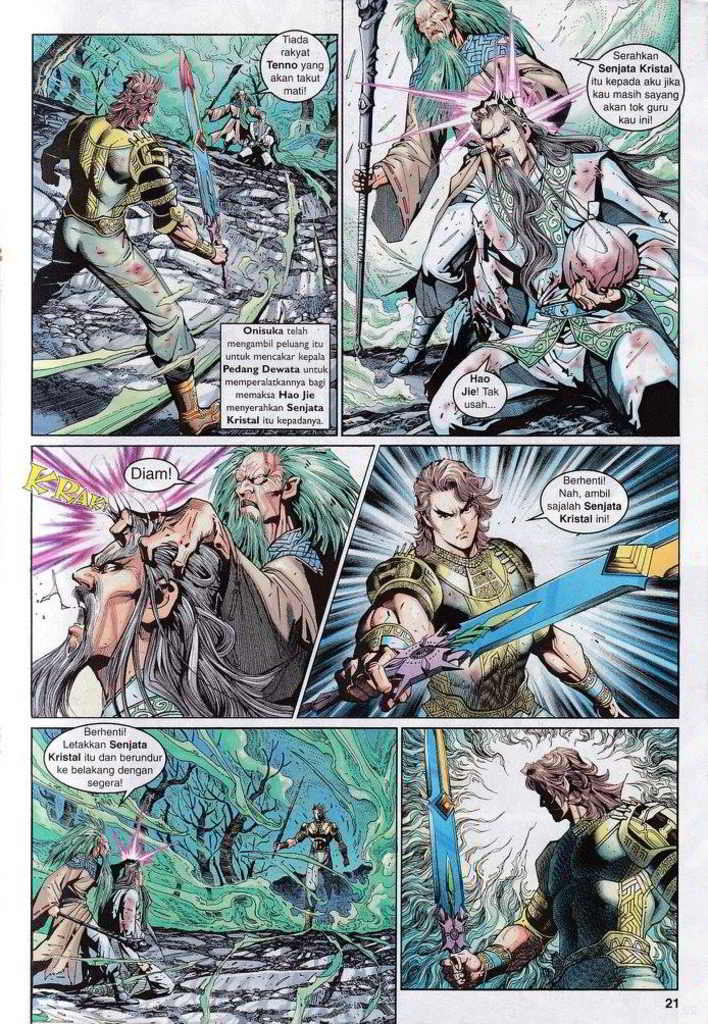 Tiada
rakyat
Tenno yang
akan takut
mati!
Onisuka telah
mengambil peluang itu
untuk mencakar kepala
Pedang Dewata untuk
memperalatkannya bagi
memaksa Hao Jie
menyerahkan Senjata
Kristal itu kepadanya.
Serahkan
Senjata Kristal
itu kepada aku jika
kau masih sayang
akan tok guru
kau ini!
Hao
Jie! Tak
usah...
KRAK!
Diam!
Berhenti!
Nah, ambil
sajalah Senjata
Kristal ini!
Berhenti!
Letakkan Senjata
Kristal itu dan berundur
ke belakang dengan
segera!
21